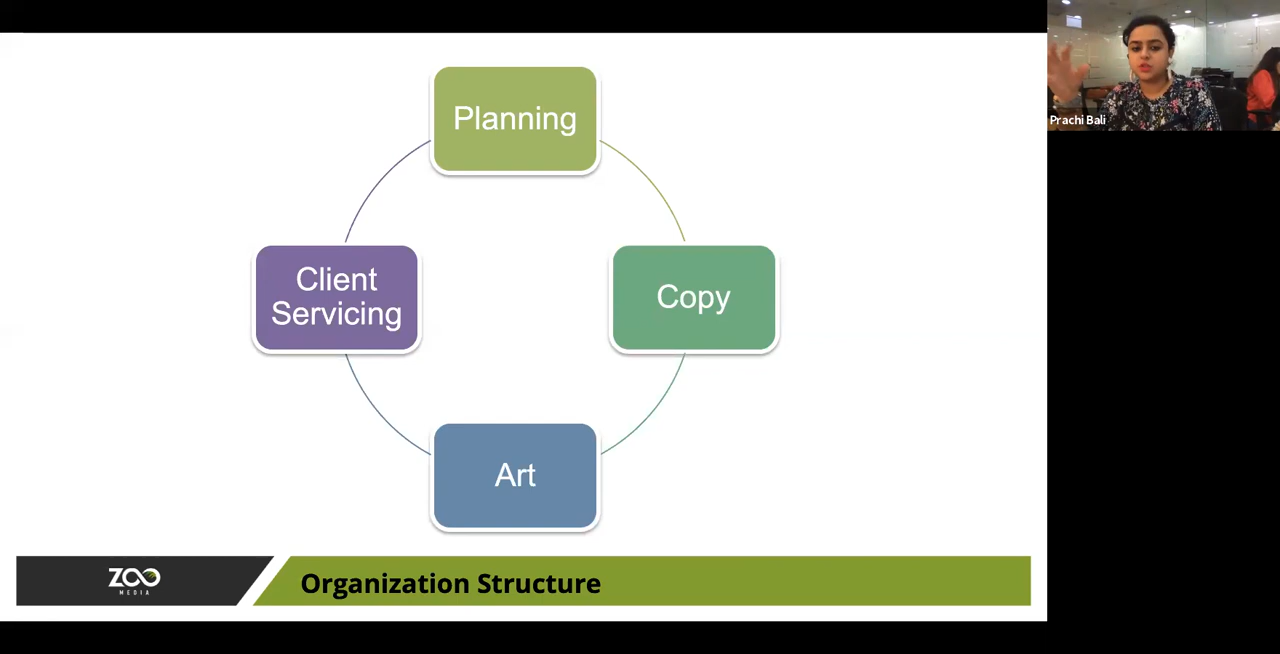 Planning
Client
Servicing
Copy
Art
ZOO
MEDIA
Organization Structure
Prachi Bali